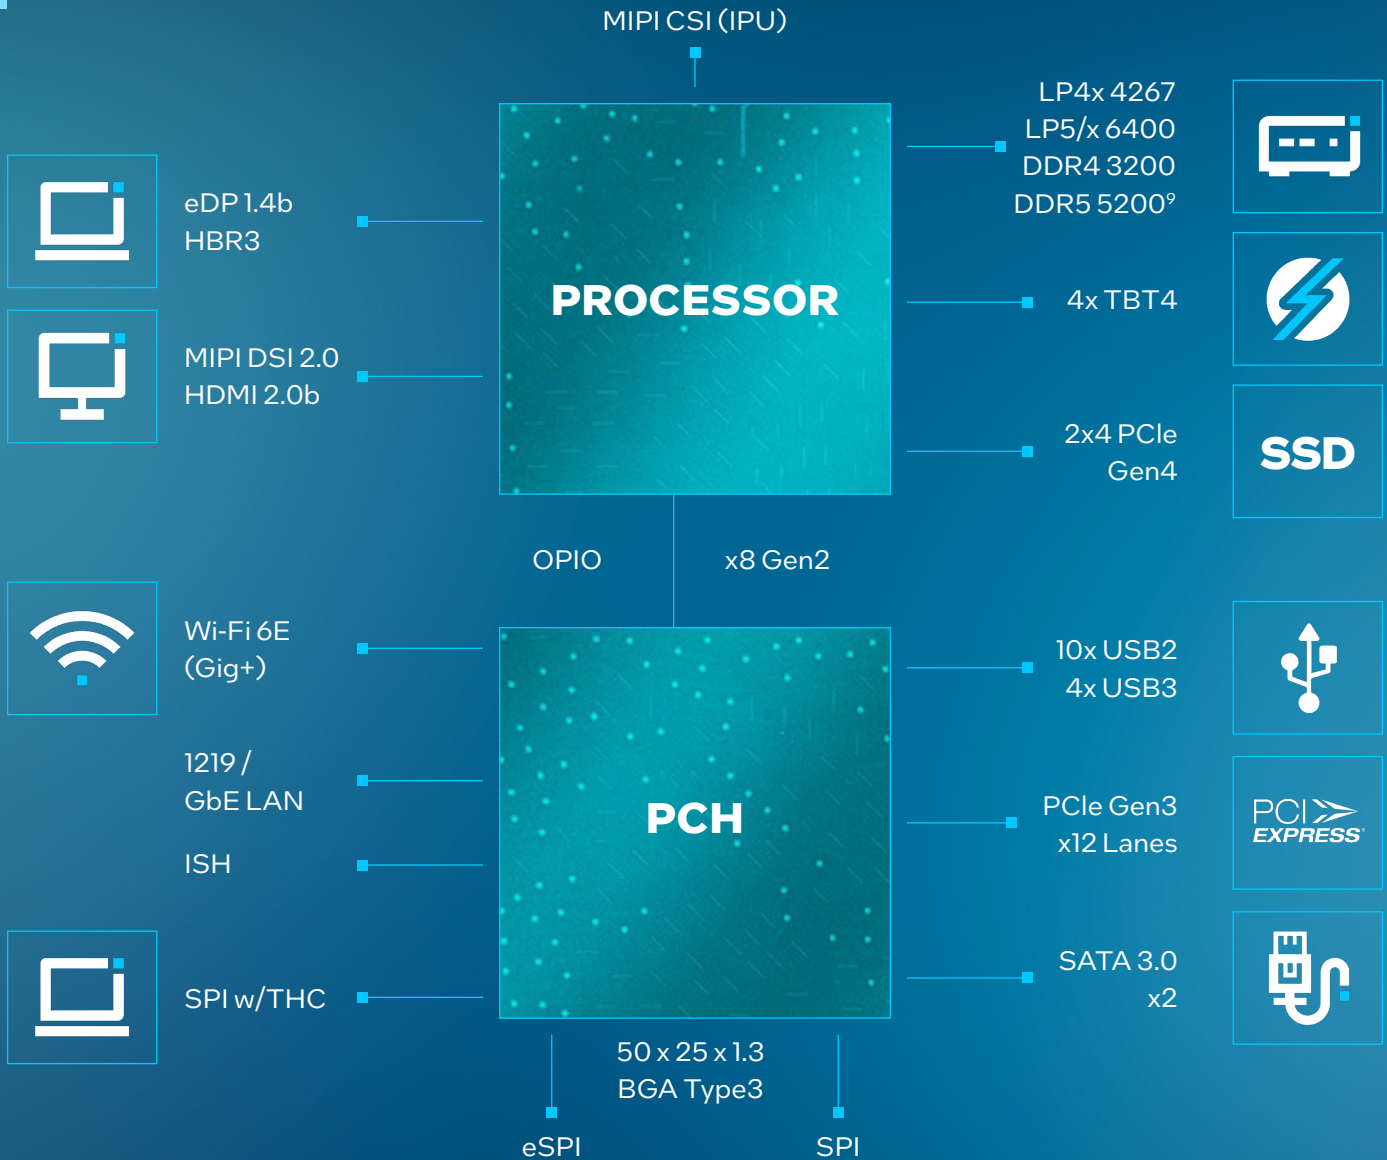 MIPI CSI (IPU)
LP4x 4267
LP5/x 6400
DDR4 3200
DDR5 5200⁹
eDP 1.4b
HBR3
PROCESSOR
4x TBT4
MIPI DSI 2.0
HDMI 2.0b
2x4 PCIe
Gen4
SSD
OPIO
x8 Gen2
Wi-Fi 6E
(Gig+)
10x USB2
4x USB3
1219 /
GbE LAN
PCH
PCIe Gen3
x12 Lanes
PCI
EXPRESS®
ISH
SPI w/THC
SATA 3.0
x2
50 x 25 x 1.3
BGA Type3
eSPI
SPI